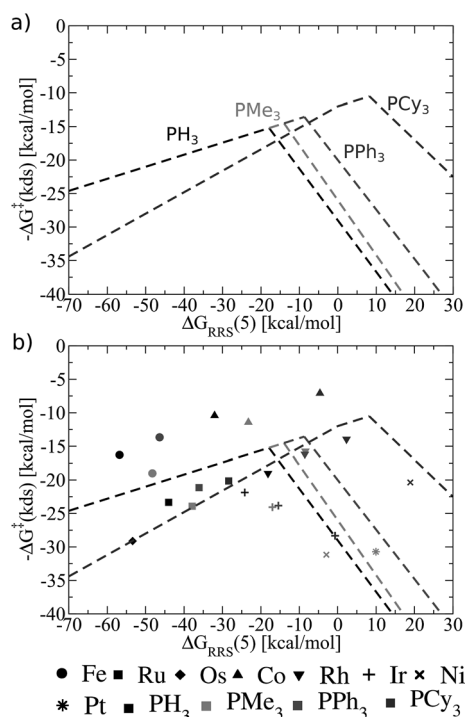 a)
0
-5
-10
-15
-20
-25
-30
-35
-40
-ΔG‡(kds) [kcal/mol]
PH3
PMe3
PPh3
PCy3
-70 -60 -50 -40 -30 -20 -10 0 10 20 30
ΔGRRS(5) [kcal/mol]
b)
0
-5
-10
-15
-20
-25
-30
-35
-40
-ΔG‡(kds) [kcal/mol]
-70 -60 -50 -40 -30 -20 -10 0 10 20 30
ΔGRRS(5) [kcal/mol]
Fe Ru Os Co Rh Ir Ni
Pt PH3 PMe3 PPh3 PCy3